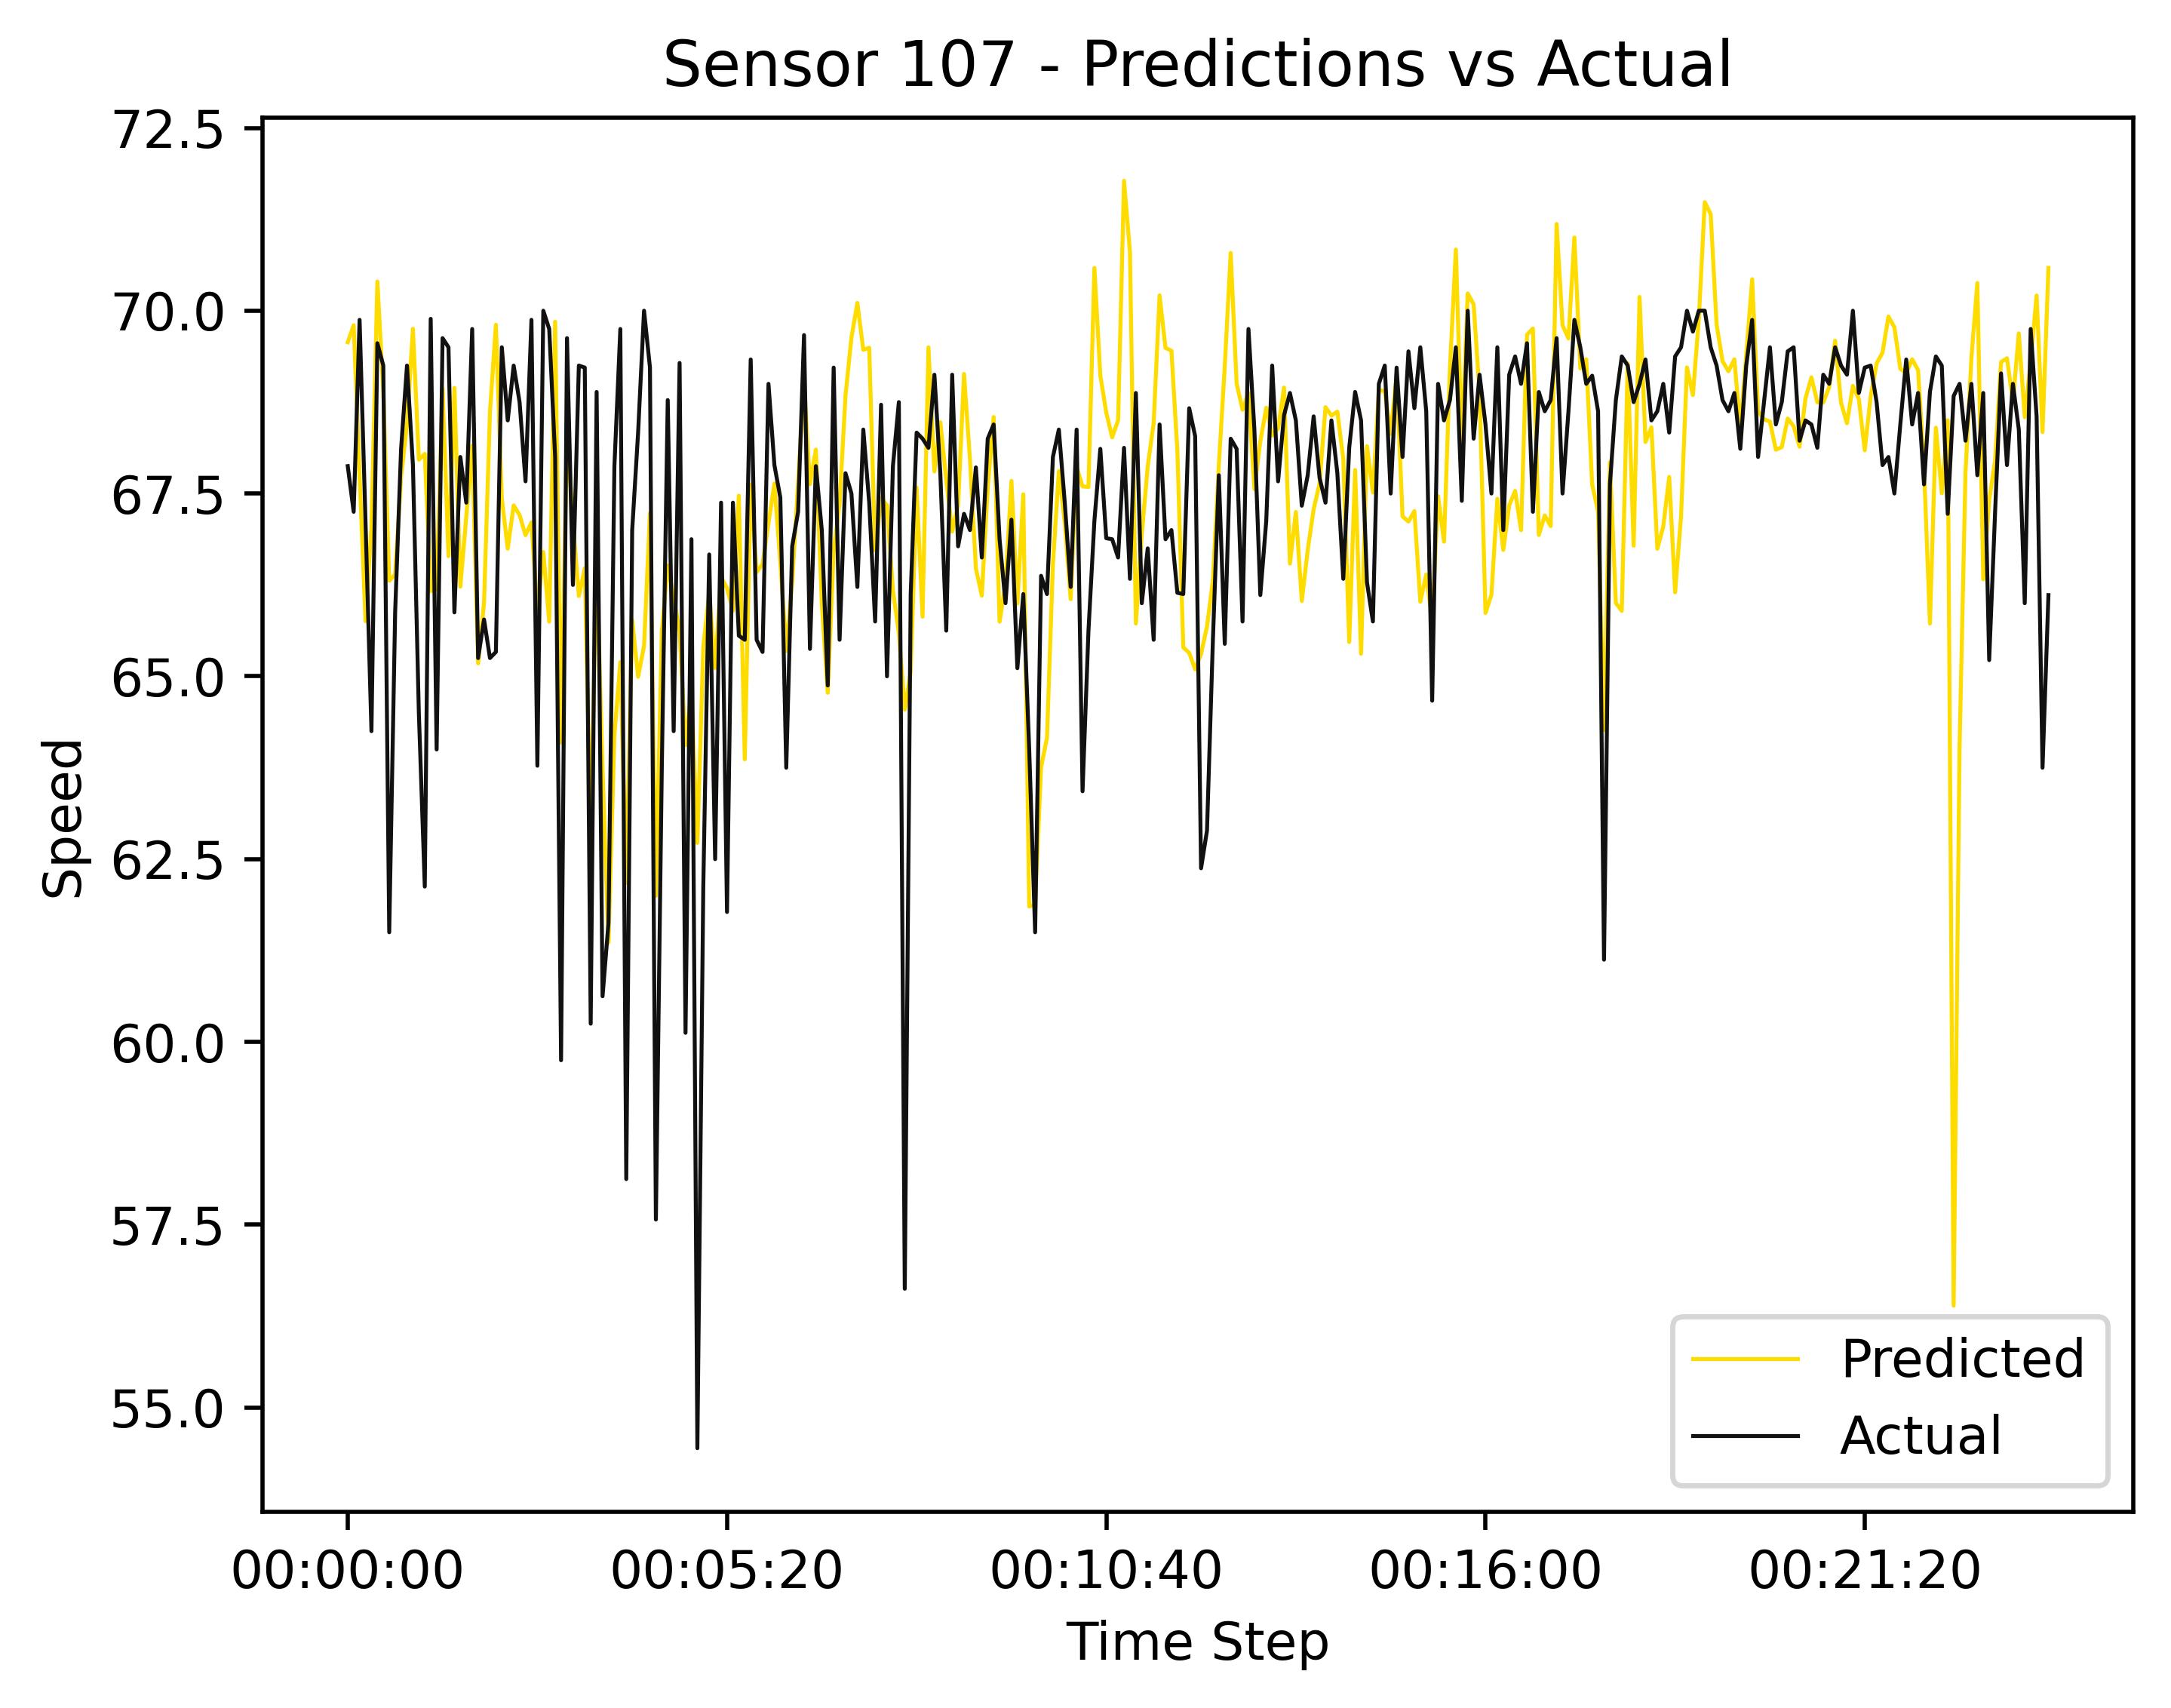 Sensor 107 - Predictions vs Actual
72.5
70.0
67.5
65.0
62.5
60.0
57.5
55.0
Speed
Predicted
Actual
00:00:00 00:05:20 00:10:40 00:16:00 00:21:20
Time Step